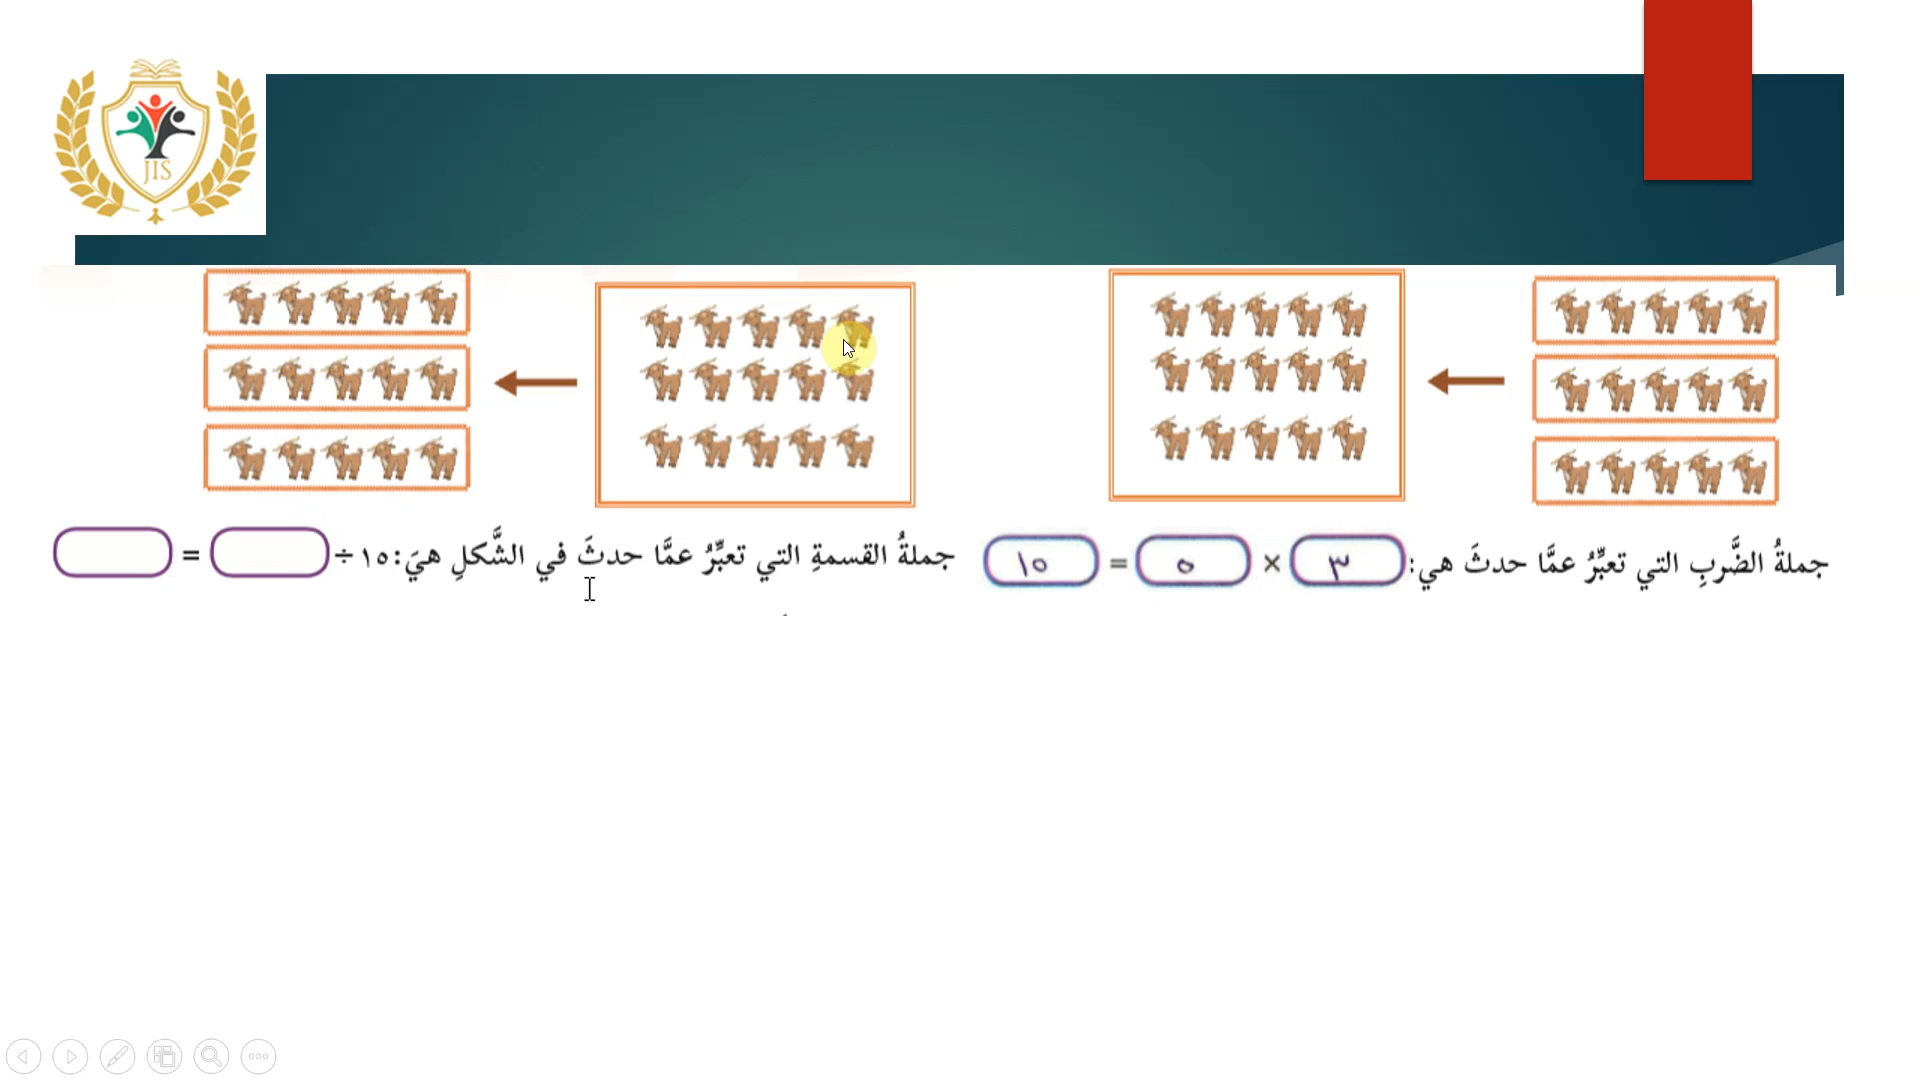 JIS
جملةُ الضَّربِ التي تعبِّرُ عمَّا حدثَ هي: ٣ × ٥ = ١٥
جملةُ القسمةِ التي تعبِّرُ عمَّا حدثَ في الشَّكلِ هيَ: ١٥ ÷ =